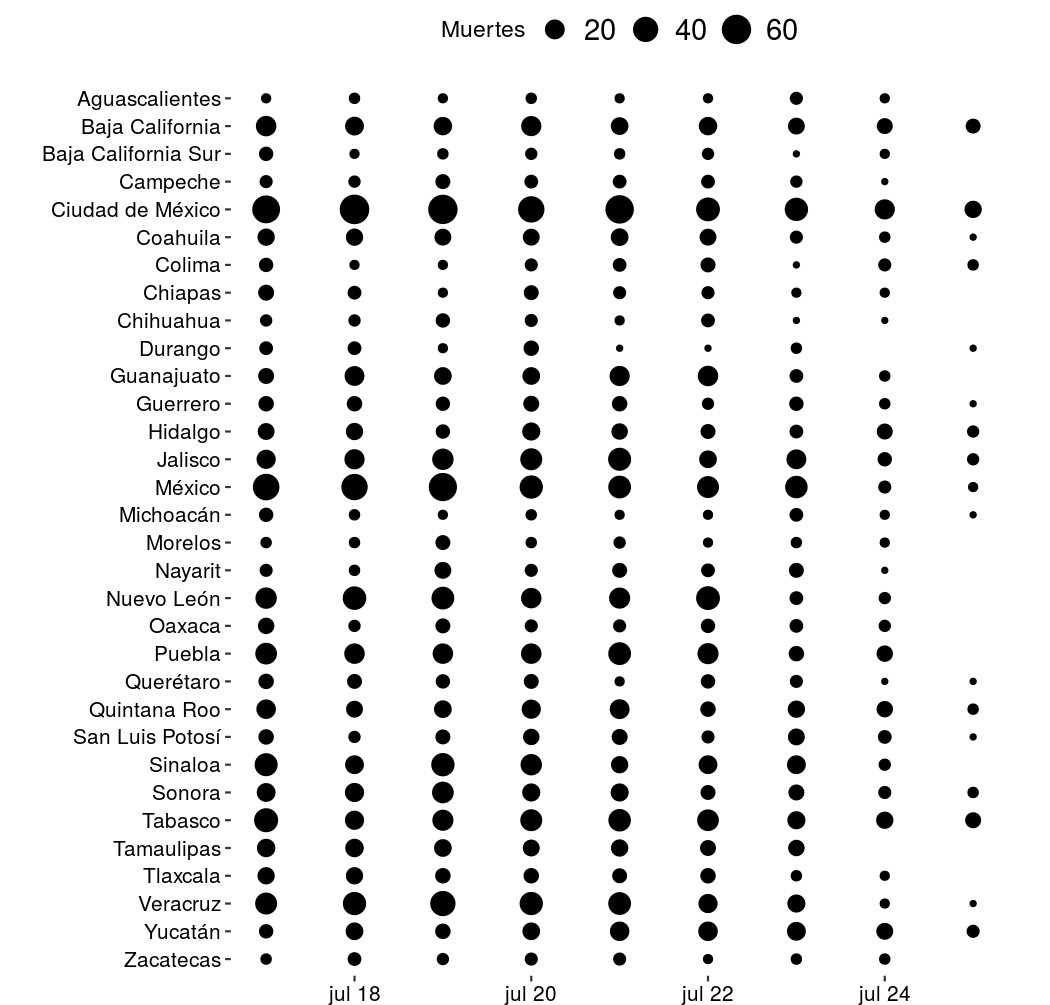 Muertes 20 40 60
Aguascalientes
Baja California
Baja California Sur
Campeche
Ciudad de México
Coahuila
Colima
Chiapas
Chihuahua
Durango
Guanajuato
Guerrero
Hidalgo
Jalisco
México
Michoacán
Morelos
Nayarit
Nuevo León
Oaxaca
Puebla
Querétaro
Quintana Roo
San Luis Potosí
Sinaloa
Sonora
Tabasco
Tamaulipas
Tlaxcala
Veracruz
Yucatán
Zacatecas
jul 18 jul 20 jul 22 jul 24